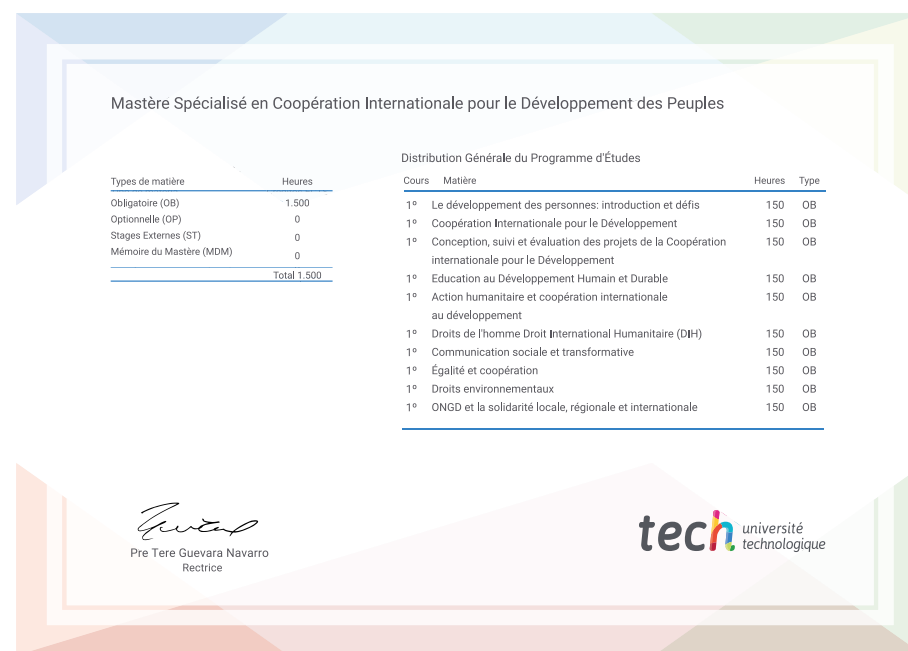 Mastère Spécialisé en Coopération Internationale pour le Développement des Peuples
Types de matière Heures
Obligatoire (OB) 1.500
Optionnelle (OP) 0
Stages Externes (ST) 0
Mémoire du Mastère (MDM) 0
Total 1.500
Distribution Générale du Programme d'Études
Cours Matière Heures Type
1º Le développement des personnes: introduction et défis 150 OB
1º Coopération Internationale pour le Développement 150 OB
1º Conception, suivi et évaluation des projets de la Coopération 150 OB
internationale pour le Développement
1º Education au Développement Humain et Durable 150 OB
1º Action humanitaire et coopération internationale 150 OB
au développement
1º Droits de l'homme Droit International Humanitaire (DIH) 150 OB
1º Communication sociale et transformative 150 OB
1º Égalité et coopération 150 OB
1º Droits environnementaux 150 OB
1º ONGD et la solidarité locale, régionale et internationale 150 OB
Pre Tere Guevara Navarro
Rectrice
tech université
technologique